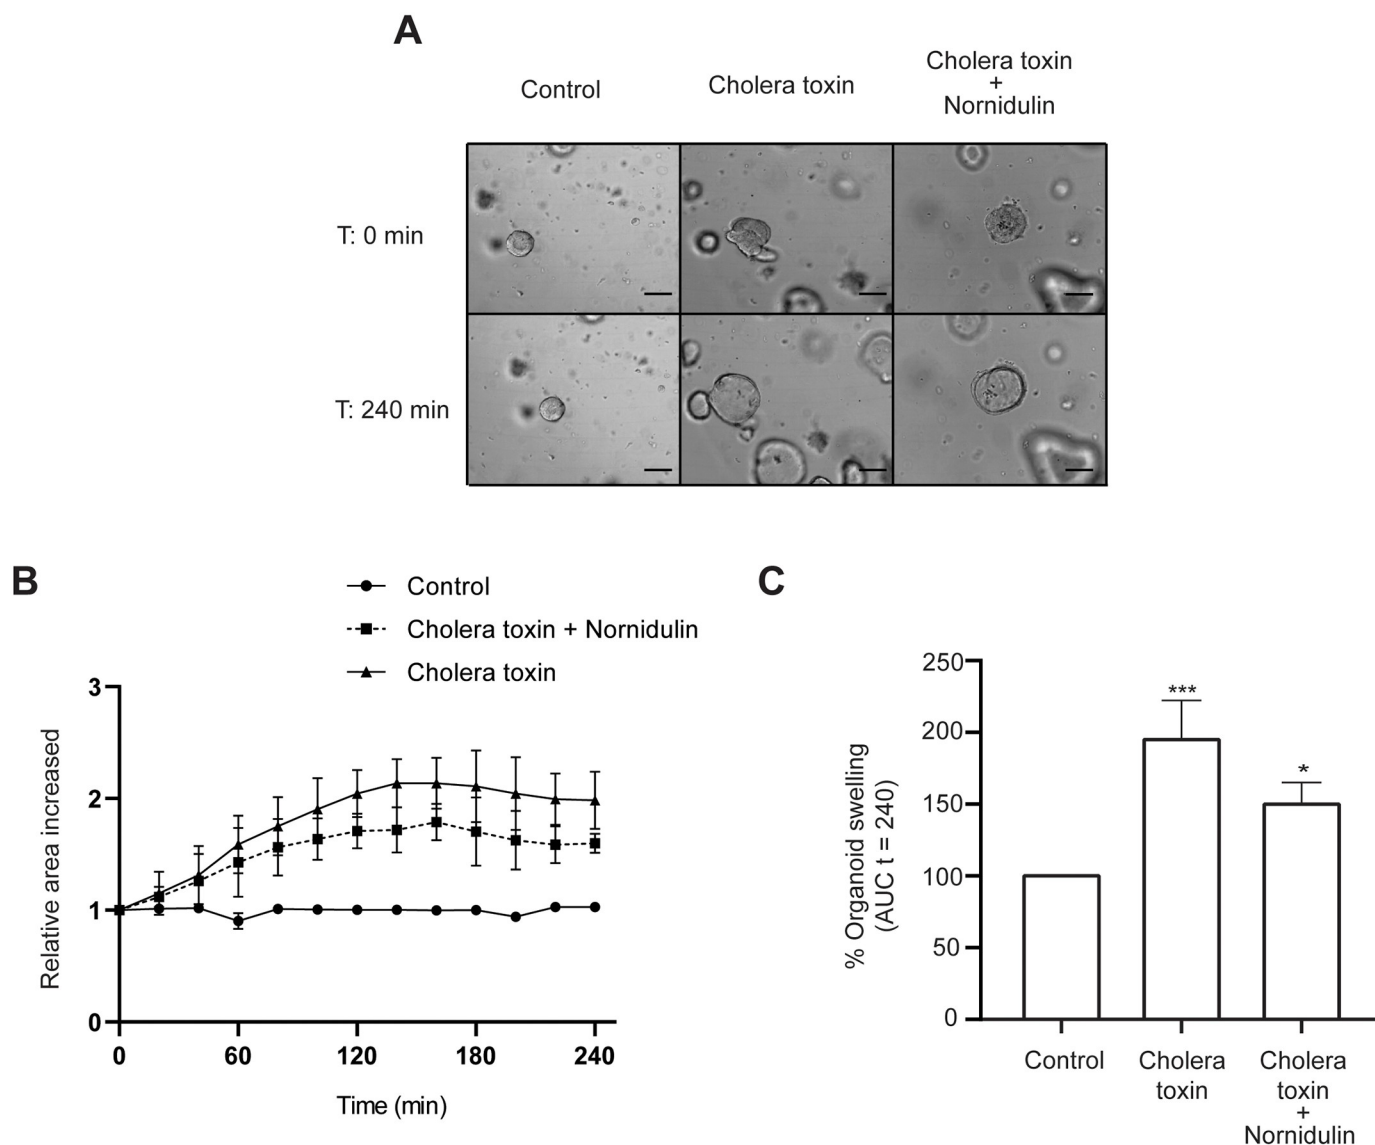 A
Control
Cholera toxin
Cholera toxin
+
Nornidulin
T: 0 min
T: 240 min
B
Control
Cholera toxin + Nornidulin
Cholera toxin
Relative area increased
3
2
1
0
0
60
120
180
240
Time (min)
C
% Organoid swelling
(AUC t = 240)
250
200
150
100
50
0
***
*
Control
Cholera
toxin
Cholera
toxin
+
Nornidulin